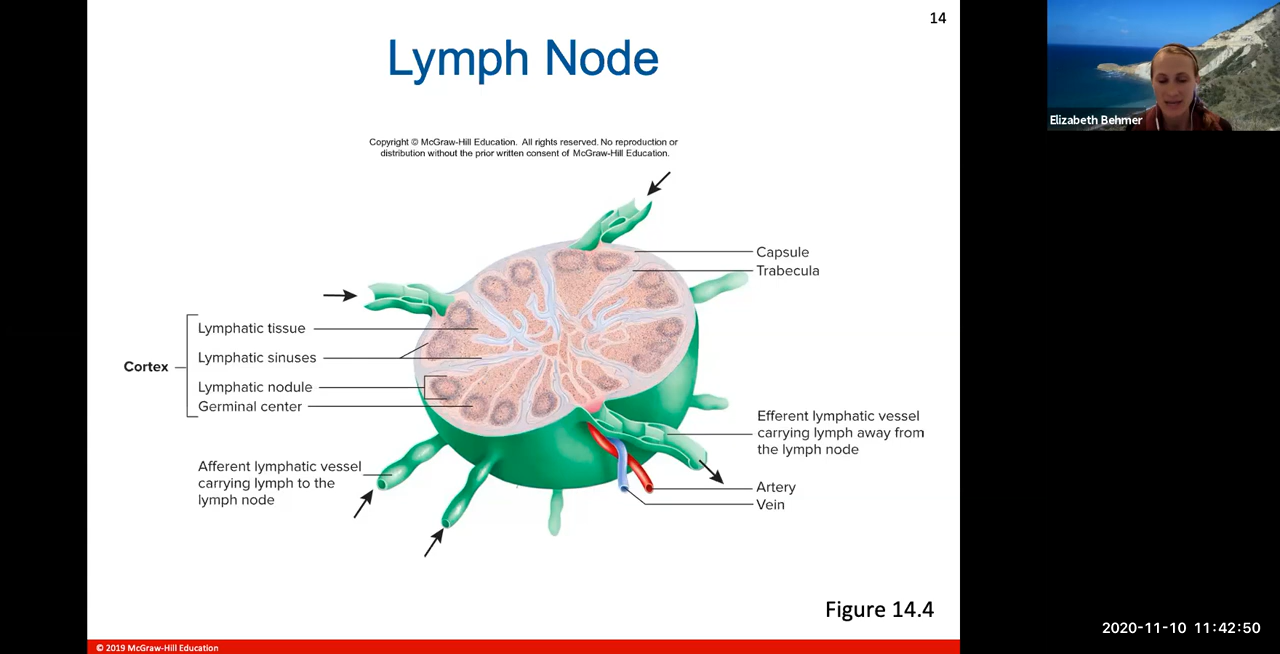 14
Lymph Node
Copyright © McGraw-Hill Education. All rights reserved. No reproduction or
distribution without the prior written consent of McGraw-Hill Education.
Capsule
Trabecula
Lymphatic tissue
Lymphatic sinuses
Cortex
Lymphatic nodule
Germinal center
Efferent lymphatic vessel
carrying lymph away from
the lymph node
Afferent lymphatic vessel
carrying lymph to the
lymph node
Artery
Vein
Figure 14.4
© 2019 McGraw-Hill Education
Elizabeth Behmer
2020-11-10 11:42:50